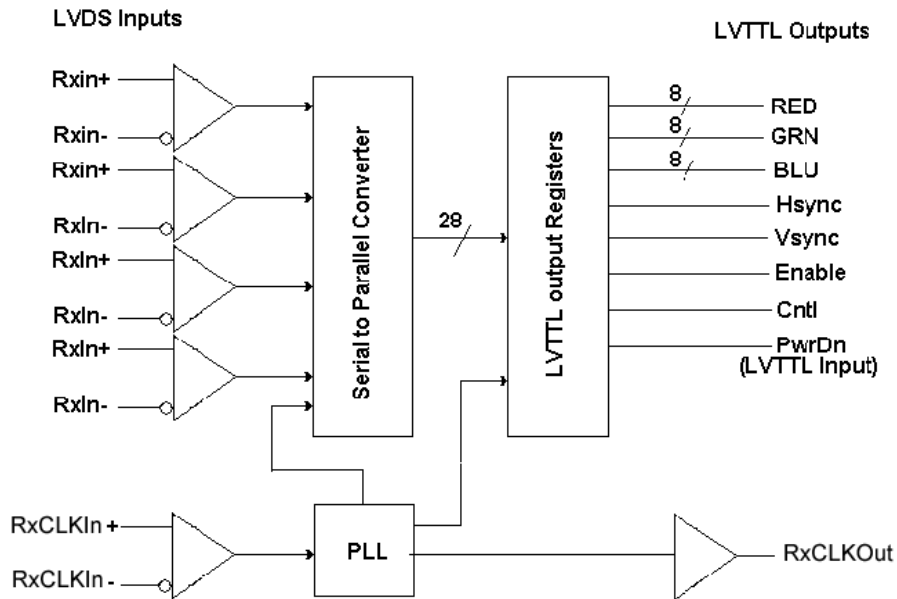 LVDS Inputs
LVTTL Outputs
Rxin+
Rxin-
Rxin+
RxIn-
RxIn+
RxIn-
RxIn+
RxIn-
Serial to Parallel Converter
28
LVTTL output Registers
8
RED
8
GRN
8
BLU
Hsync
Vsync
Enable
Cntl
PwrDn
(LVTTL Input)
RxCLKIn +
RxCLKIn -
PLL
RxCLKOut